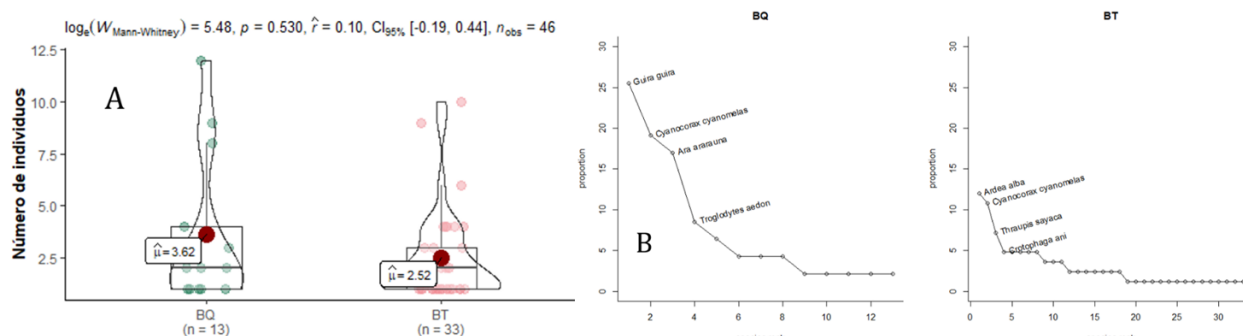 logₑ(W_Mann-Whitney) = 5.48, p = 0.530, r̂ = 0.10, CI₉₅% [-0.19, 0.44], n_obs = 46
A
Número de individuos
12.5
10.0
7.5
5.0
2.5
μ̂ = 3.62
μ̂ = 2.52
BQ
(n = 13)
BT
(n = 33)
B
BQ
proportion
30
25
20
15
10
5
0
Guira guira
Cyanocorax cyanomelas
Ara ararauna
Troglodytes aedon
2 4 6 8 10 12
BT
proportion
30
25
20
15
10
5
0
Ardea alba
Cyanocorax cyanomelas
Thraupis sayaca
Crotophaga ani
0 5 10 15 20 25 30